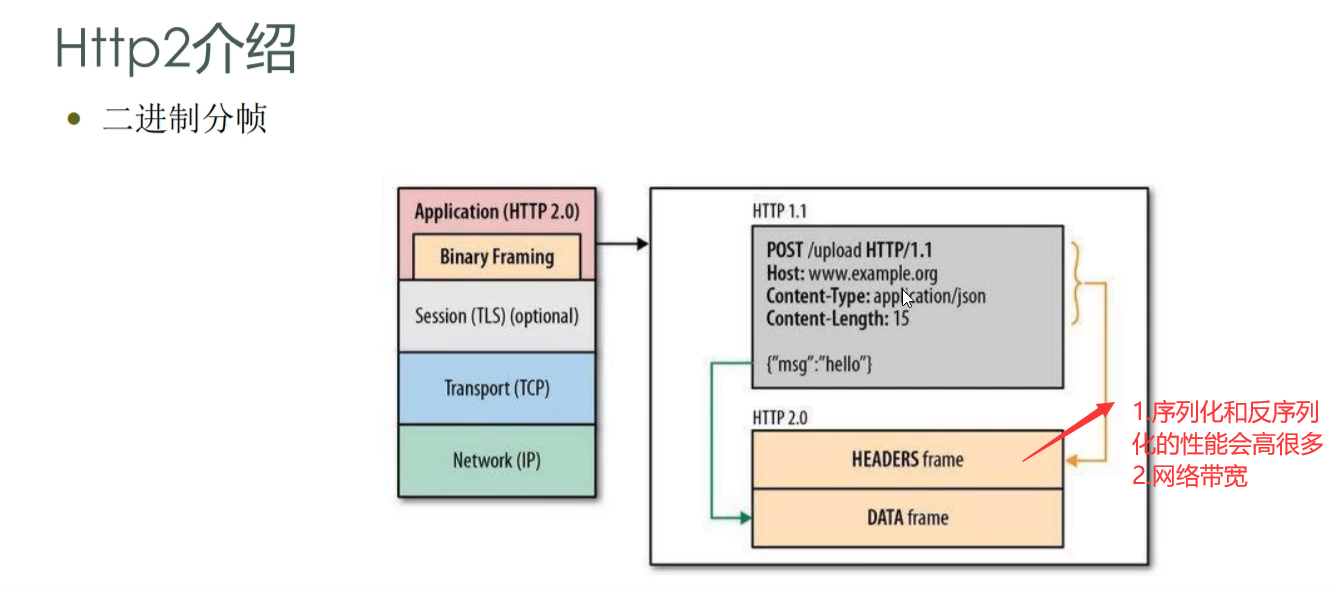 Http2介绍
• 二进制分帧
Application (HTTP 2.0)
Binary Framing
Session (TLS) (optional)
Transport (TCP)
Network (IP)
HTTP 1.1
POST /upload HTTP/1.1
Host: www.example.org
Content-Type: application/json
Content-Length: 15
{"msg":"hello"}
HTTP 2.0
HEADERS frame
DATA frame
1.序列化和反序列
化的性能会高很多
2.网络带宽